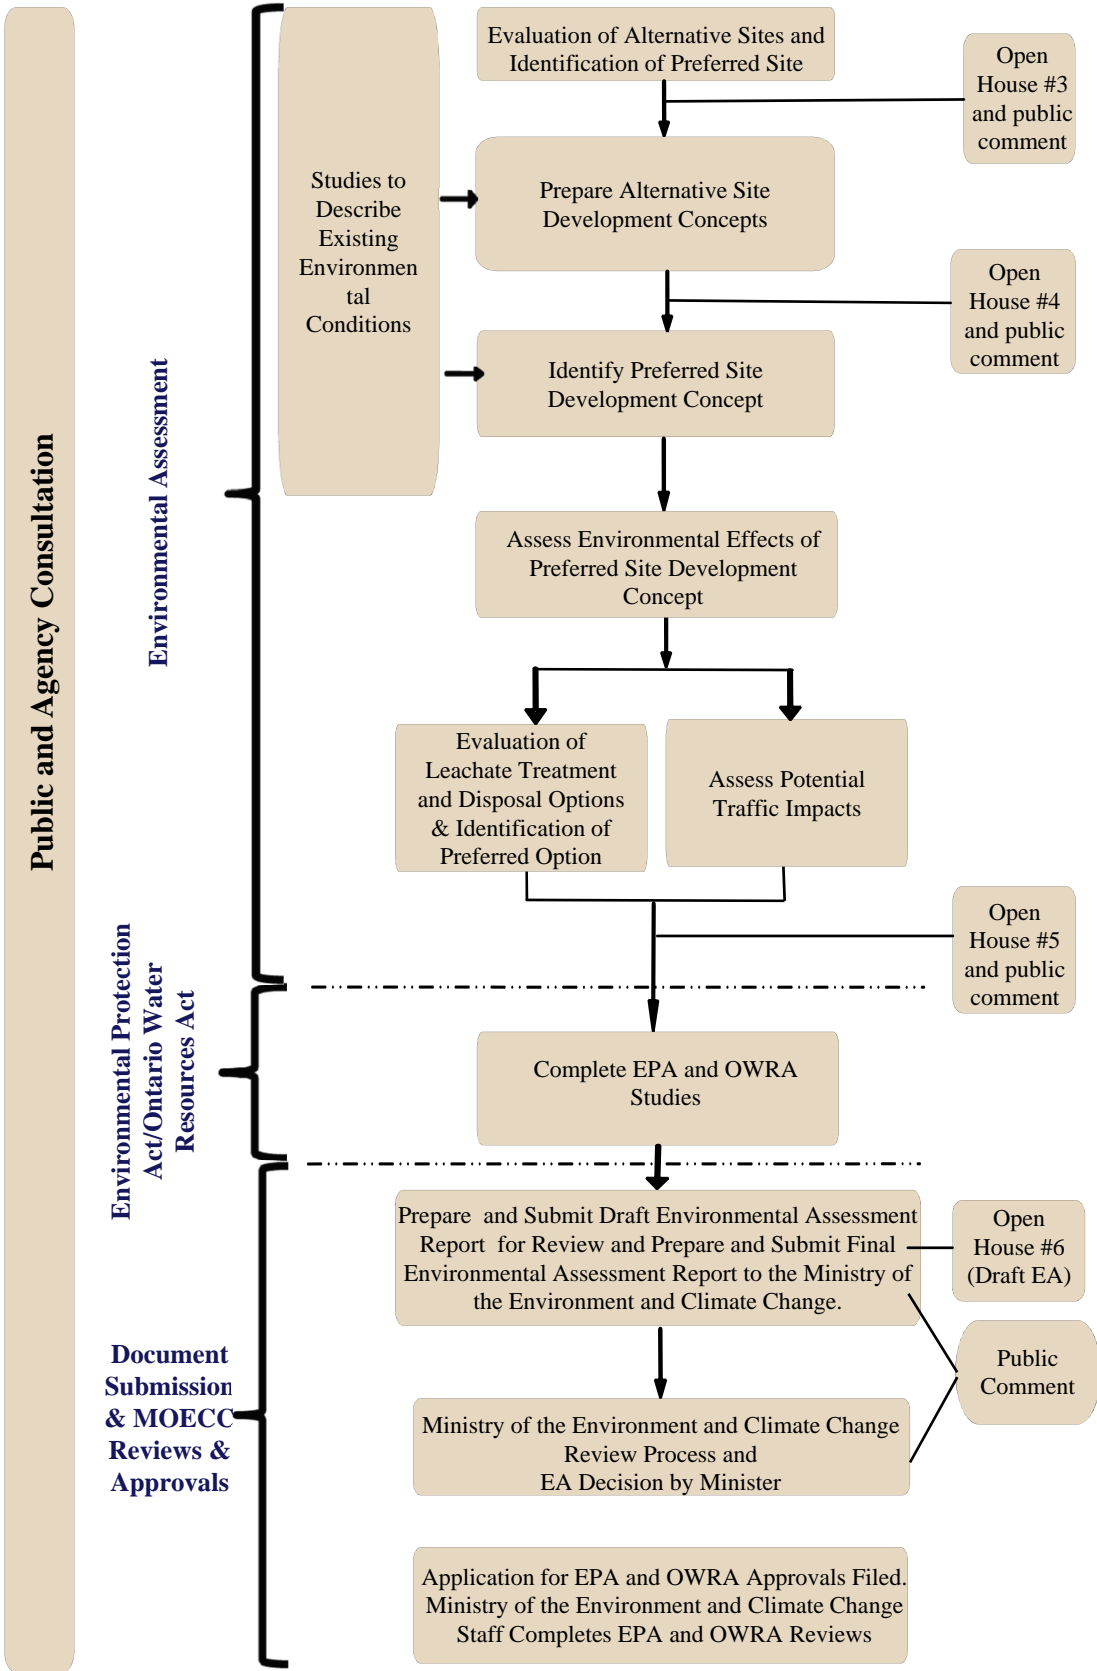 Public and Agency Consultation
Environmental Assessment
Environmental Protection
Act/Ontario Water
Resources Act
Document
Submission
& MOECC
Reviews &
Approvals
Studies to
Describe
Existing
Environmen
tal
Conditions
Evaluation of Alternative Sites and
Identification of Preferred Site
Open
House #3
and public
comment
Prepare Alternative Site
Development Concepts
Open
House #4
and public
comment
Identify Preferred Site
Development Concept
Assess Environmental Effects of
Preferred Site Development
Concept
Evaluation of
Leachate Treatment
and Disposal Options
& Identification of
Preferred Option
Assess Potential
Traffic Impacts
Open
House #5
and public
comment
Complete EPA and OWRA
Studies
Prepare and Submit Draft Environmental Assessment
Report for Review and Prepare and Submit Final
Environmental Assessment Report to the Ministry of
the Environment and Climate Change.
Open
House #6
(Draft EA)
Public
Comment
Ministry of the Environment and Climate Change
Review Process and
EA Decision by Minister
Application for EPA and OWRA Approvals Filed.
Ministry of the Environment and Climate Change
Staff Completes EPA and OWRA Reviews